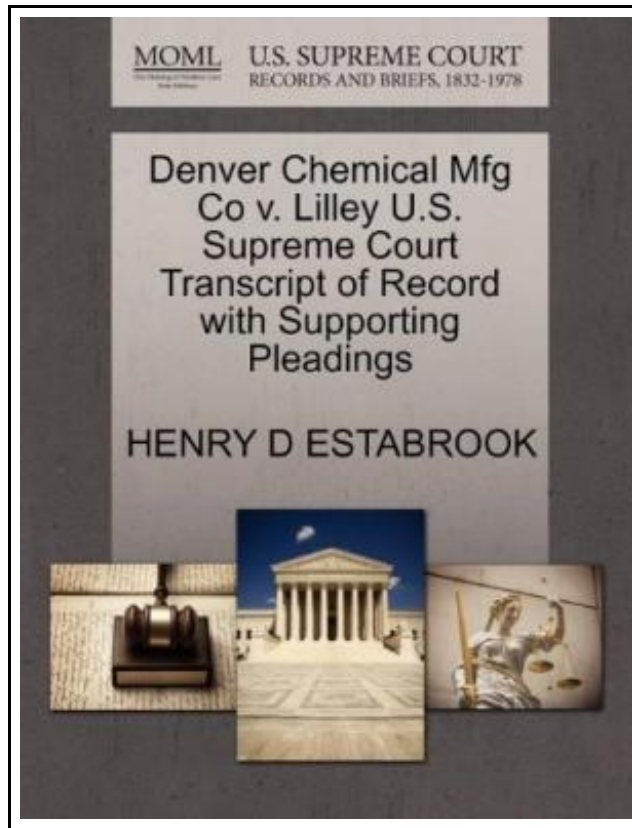 MOML
U.S. SUPREME COURT
RECORDS AND BRIEFS, 1832-1978
Denver Chemical Mfg
Co v. Lilley U.S.
Supreme Court
Transcript of Record
with Supporting
Pleadings
HENRY D ESTABROOK